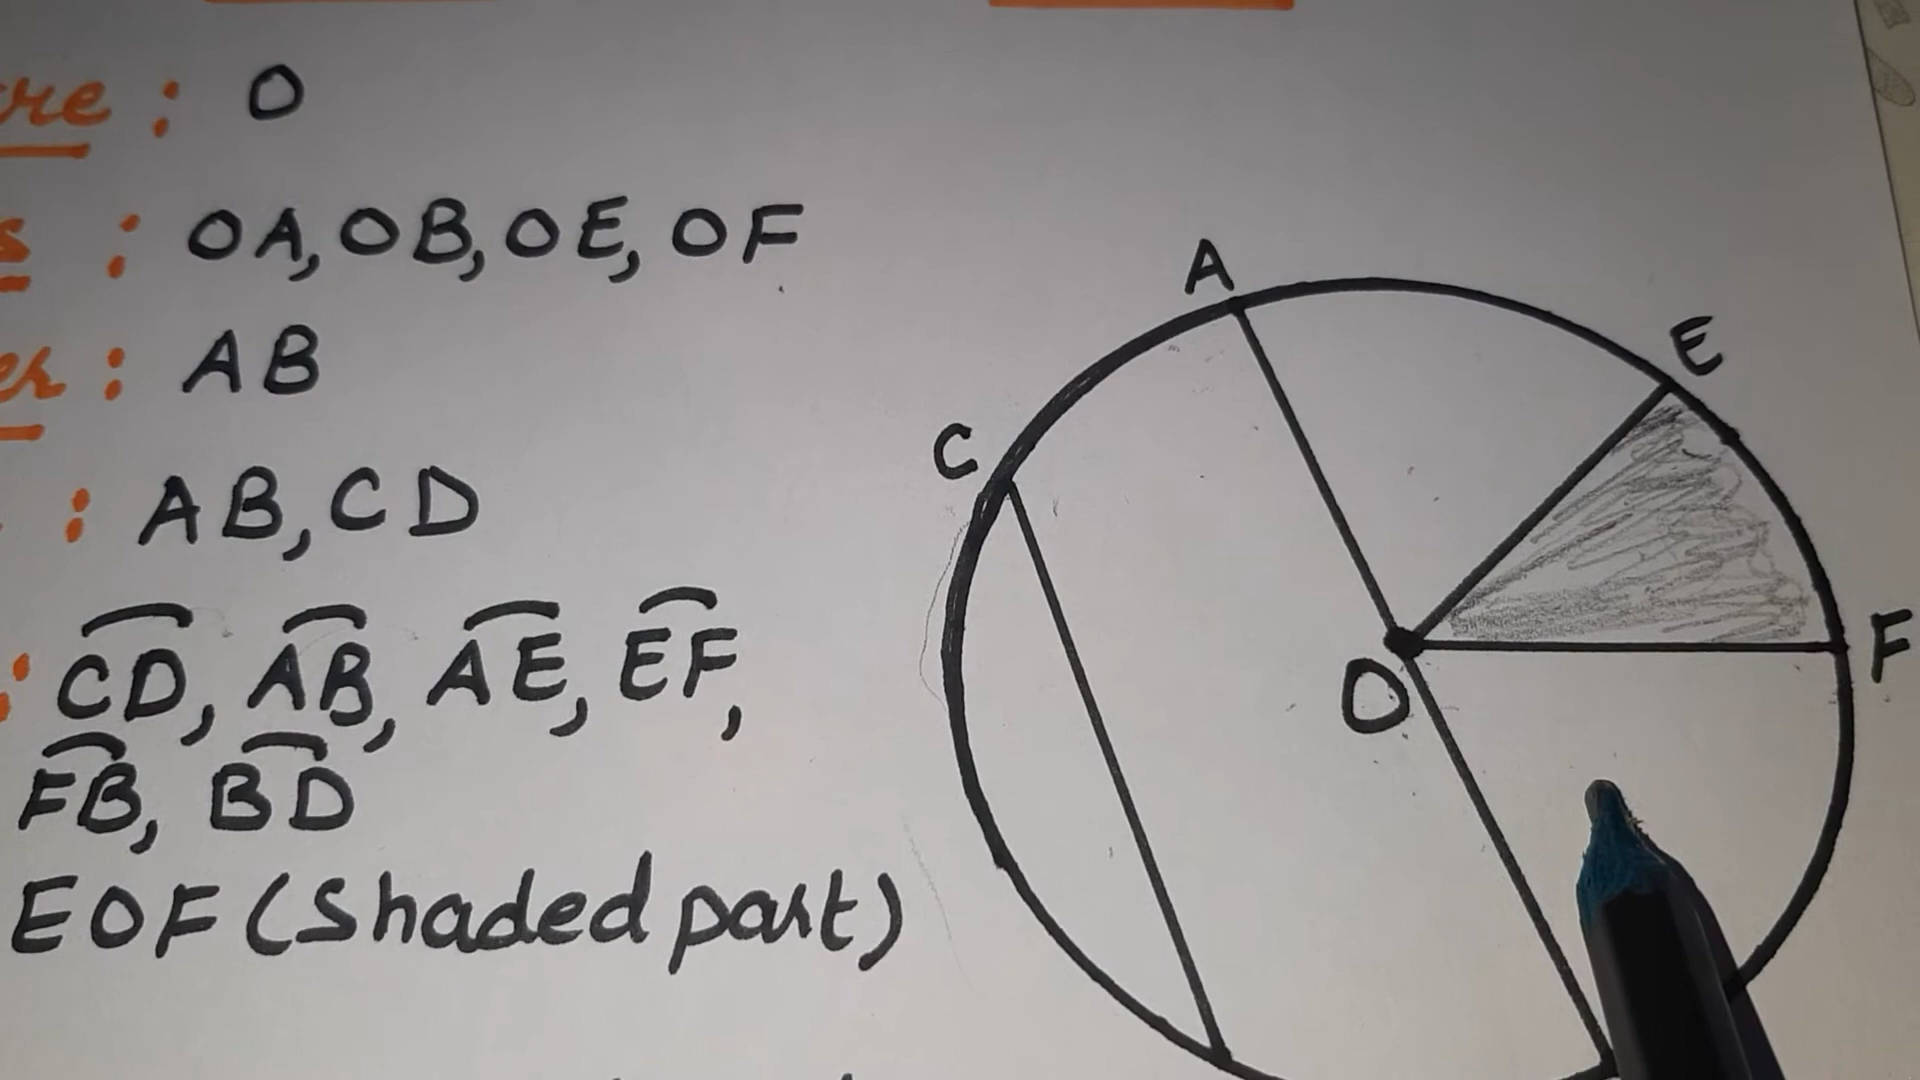 : O
: OA, OB, OE, OF
: AB
: AB, CD
: CD, AB, AE, EF,
FB, BD
EOF (Shaded part)
A
E
C
F
O